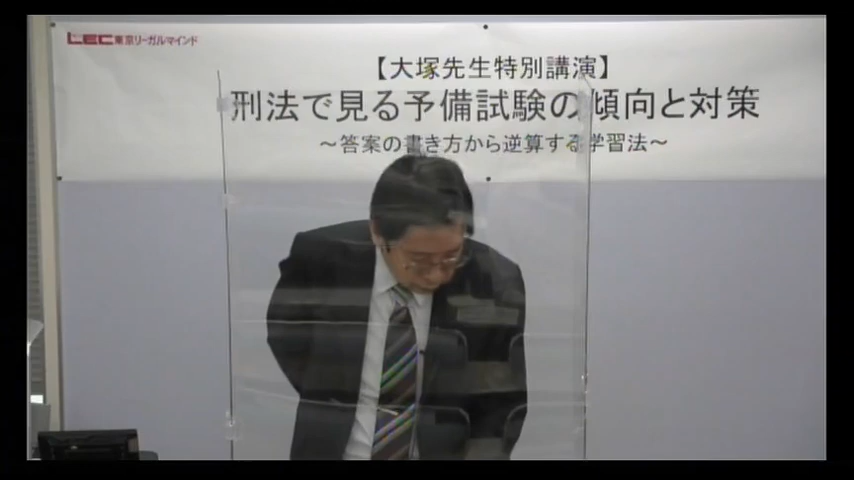 LEC東京リーガルマインド
【大塚先生特別講演】
刑法で見る予備試験の傾向と対策
～答案の書き方から逆算する学習法～